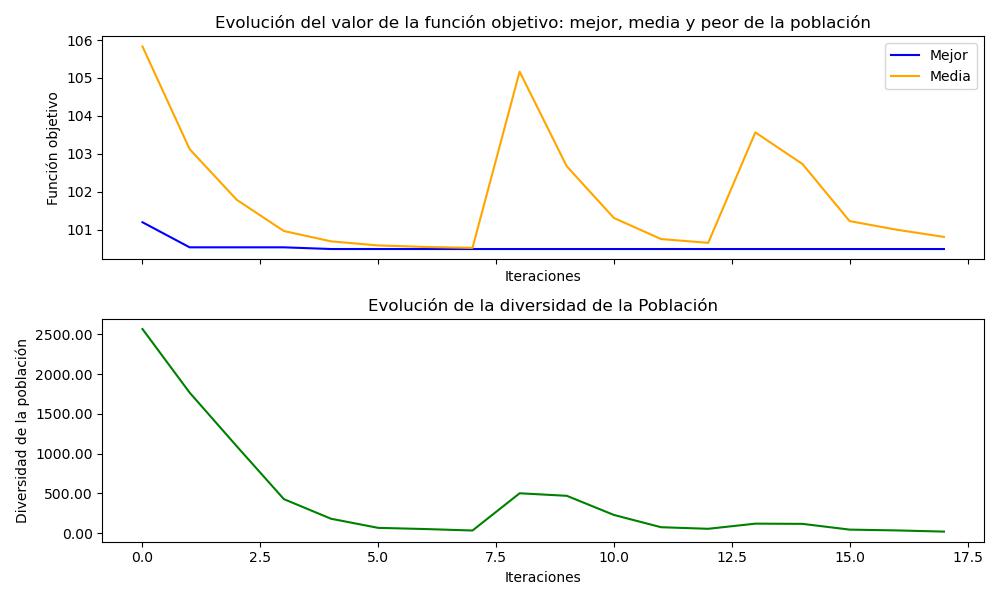 Evolución del valor de la función objetivo: mejor, media y peor de la población
106
105
104
103
102
101
Función objetivo
Mejor
Media
Iteraciones
Evolución de la diversidad de la Población
2500.00
2000.00
1500.00
1000.00
500.00
0.00
Diversidad de la población
0.0 2.5 5.0 7.5 10.0 12.5 15.0 17.5
Iteraciones